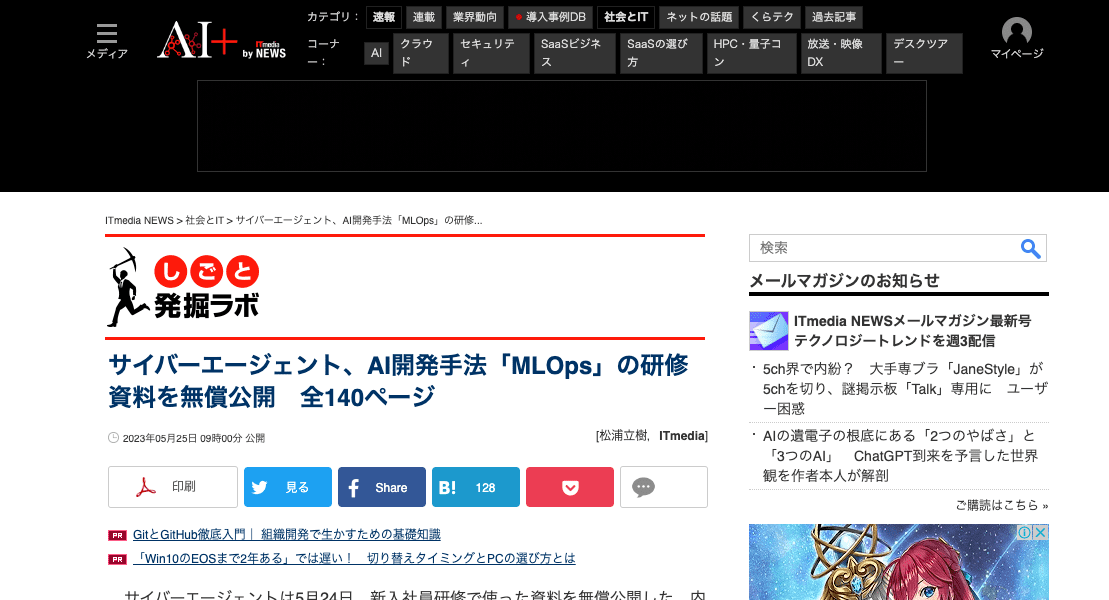 メディア
AI+ by ITmedia NEWS
カテゴリ： 速報 連載 業界動向 導入事例DB 社会とIT ネットの話題 くらテク 過去記事
コーナー： AI クラウド セキュリティ SaaSビジネス SaaSの選び方 HPC・量子コン 放送・映像DX デスクツアー
マイページ
ITmedia NEWS > 社会とIT > サイバーエージェント、AI開発手法「MLOps」の研修...
しごと
発掘ラボ
サイバーエージェント、AI開発手法「MLOps」の研修
資料を無償公開　全140ページ
2023年05月25日 09時00分 公開
[松浦立樹, ITmedia]
印刷 見る Share B! 128
PR GitとGitHub徹底入門｜ 組織開発で生かすための基礎知識
PR 「Win10のEOSまで2年ある」では遅い！　切り替えタイミングとPCの選び方とは
サイバーエージェントは5月24日、新入社員研修で使った資料を無償公開した。内
検索
メールマガジンのお知らせ
ITmedia NEWSメールマガジン最新号
テクノロジートレンドを週3配信
・5ch界で内紛？　大手専ブラ「JaneStyle」が
5chを切り、謎掲示板「Talk」専用に　ユーザ
ー困惑
・AIの遺電子の根底にある「2つのやばさ」と
「3つのAI」　ChatGPT到来を予言した世界
観を作者本人が解剖
ご購読はこちら »